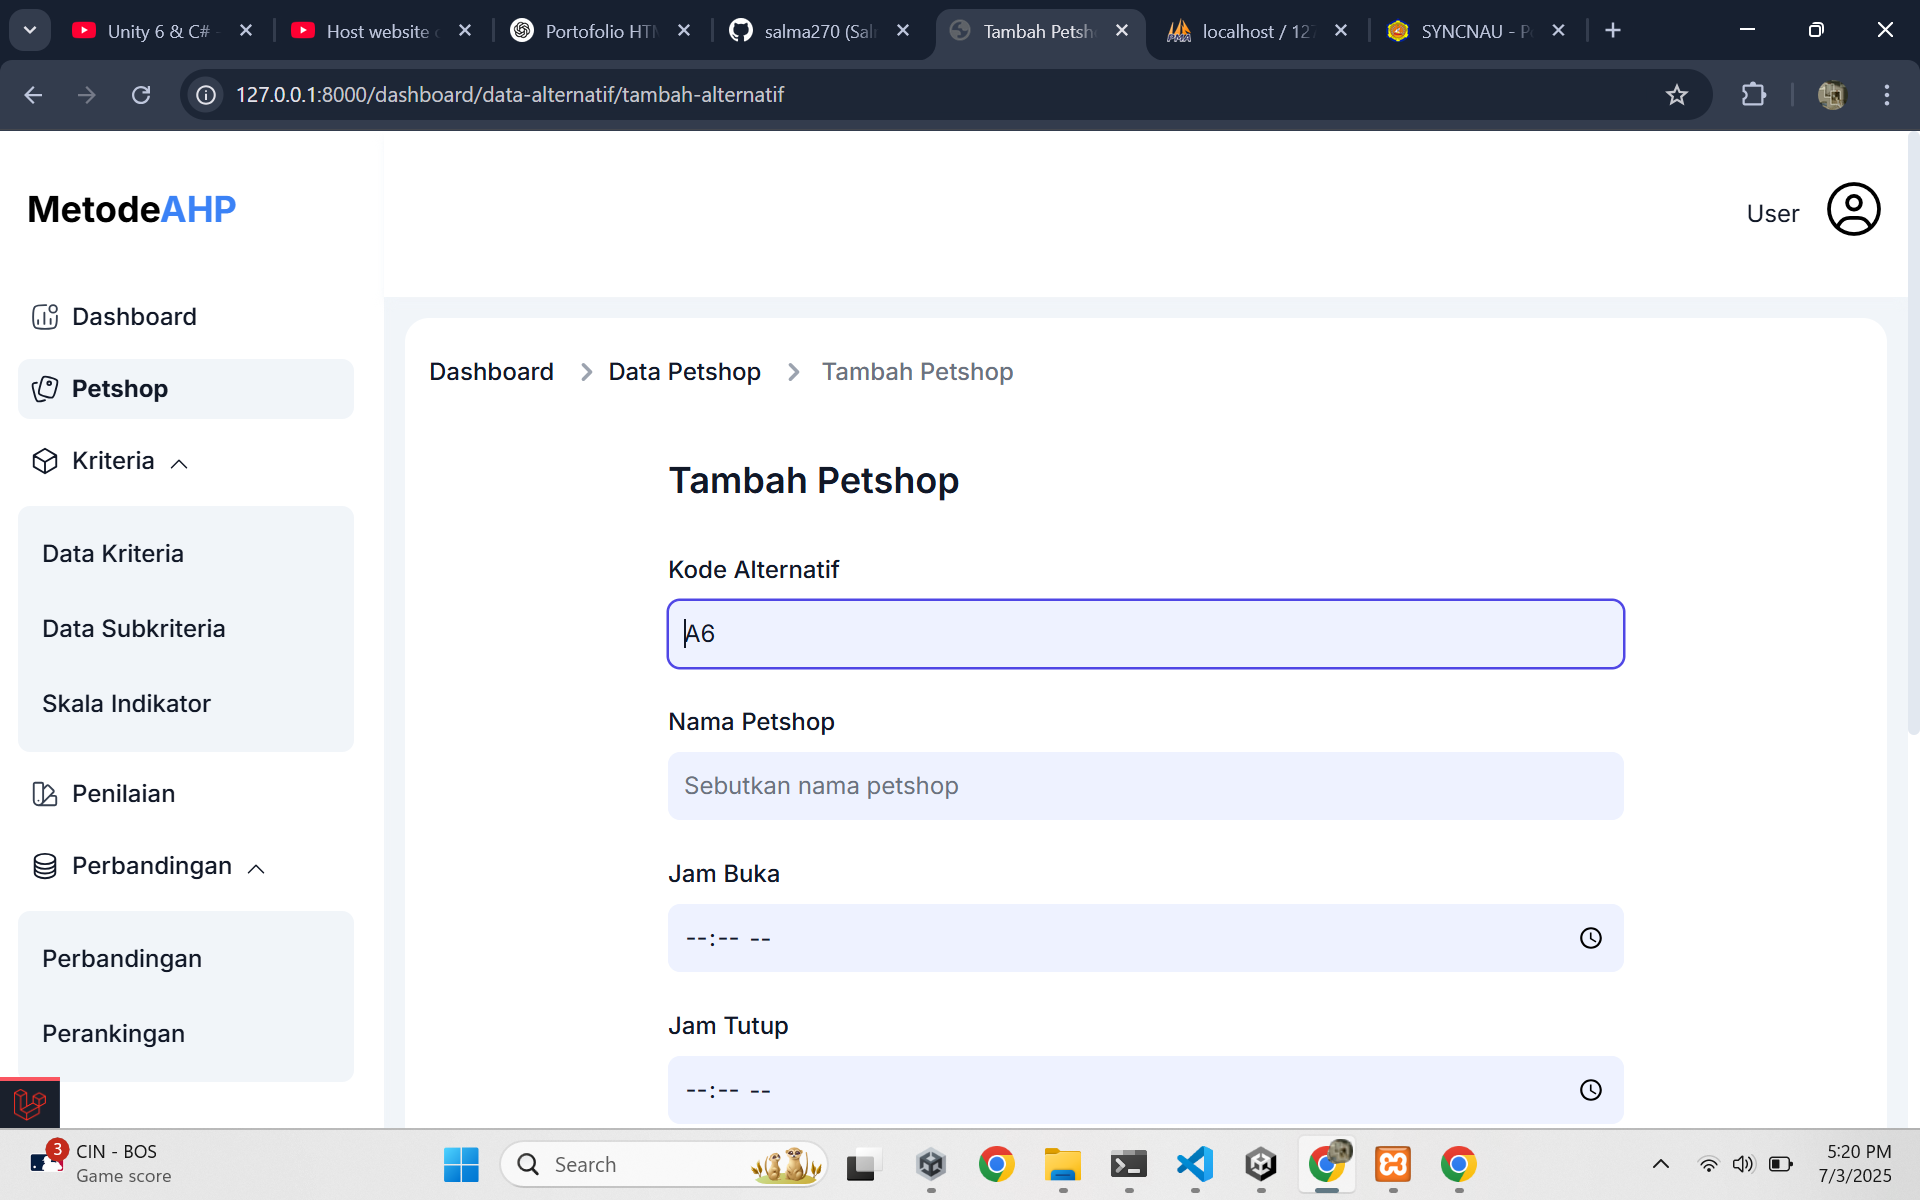 Unity 6 & C#
Host website
Portofolio HTM
salma270 (Sal
Tambah Petsh
localhost / 127
SYNCNAU - P
127.0.0.1:8000/dashboard/data-alternatif/tambah-alternatif
MetodeAHP
User
Dashboard
Petshop
Kriteria
Data Kriteria
Data Subkriteria
Skala Indikator
Penilaian
Perbandingan
Perbandingan
Perankingan
Dashboard > Data Petshop > Tambah Petshop
Tambah Petshop
Kode Alternatif
A6
Nama Petshop
Sebutkan nama petshop
Jam Buka
--:-- --
Jam Tutup
--:-- --
3
CIN - BOS
Game score
Search
5:20 PM
7/3/2025